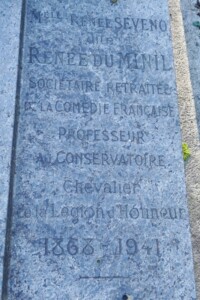 Melle RENÉE SEVENO
DITE
RENÉE DU MINIL
SOCIÉTAIRE RETRAITÉE
DE LA COMÉDIE FRANÇAISE
PROFESSEUR
AU CONSERVATOIRE
Chevalier
de la Légion d'Honneur
1868 - 1941